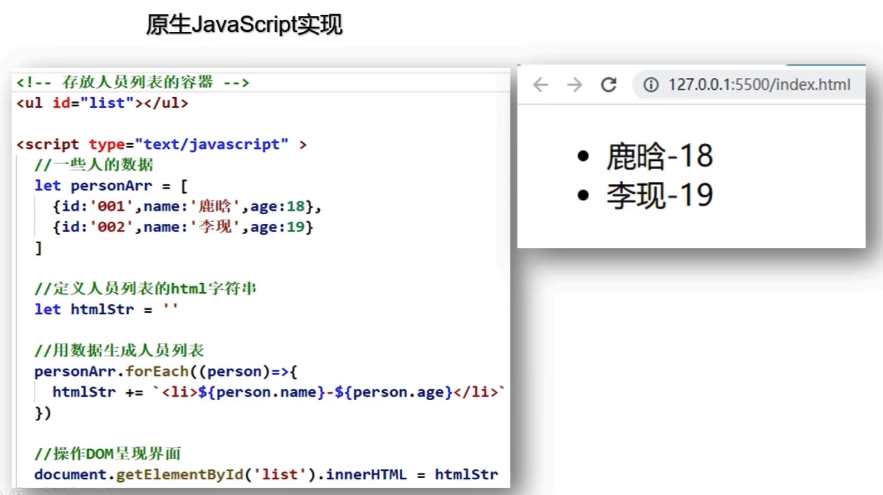 原生JavaScript实现
<!-- 存放人员列表的容器 -->
<ul id="list"></ul>
<script type="text/javascript" >
//一些人的数据
let personArr = [
{id:'001',name:'鹿晗',age:18},
{id:'002',name:'李现',age:19}
]
//定义人员列表的html字符串
let htmlStr = ''
//用数据生成人员列表
personArr.forEach((person)=>{
htmlStr += `<li>${person.name}-${person.age}</li>`
})
//操作DOM呈现界面
document.getElementById('list').innerHTML = htmlStr
127.0.0.1:5500/index.html
鹿晗-18
李现-19